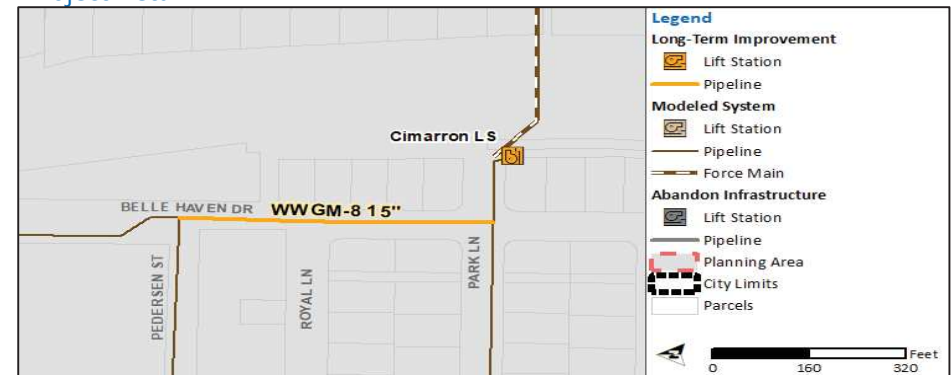 Cimarron LS
BELLE HAVEN DR
WWGM-8 15"
PEDERSEN ST
ROYAL LN
PARK LN
Legend
Long-Term Improvement
Lift Station
Pipeline
Modeled System
Lift Station
Pipeline
Force Main
Abandon Infrastructure
Lift Station
Pipeline
Planning Area
City Limits
Parcels
Feet
0 160 320